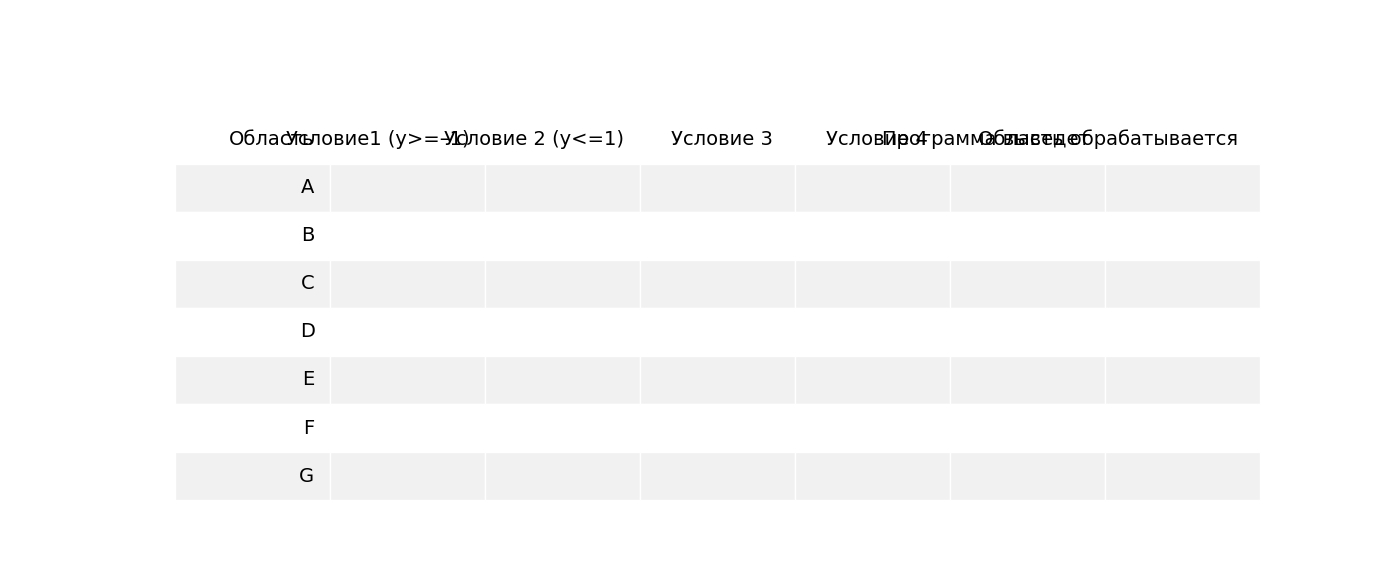 Область Условие1 (y>=−1) Условие 2 (y<=1) Условие 3 Условие 4 Программа выведет Область обрабатывается
A
B
C
D
E
F
G